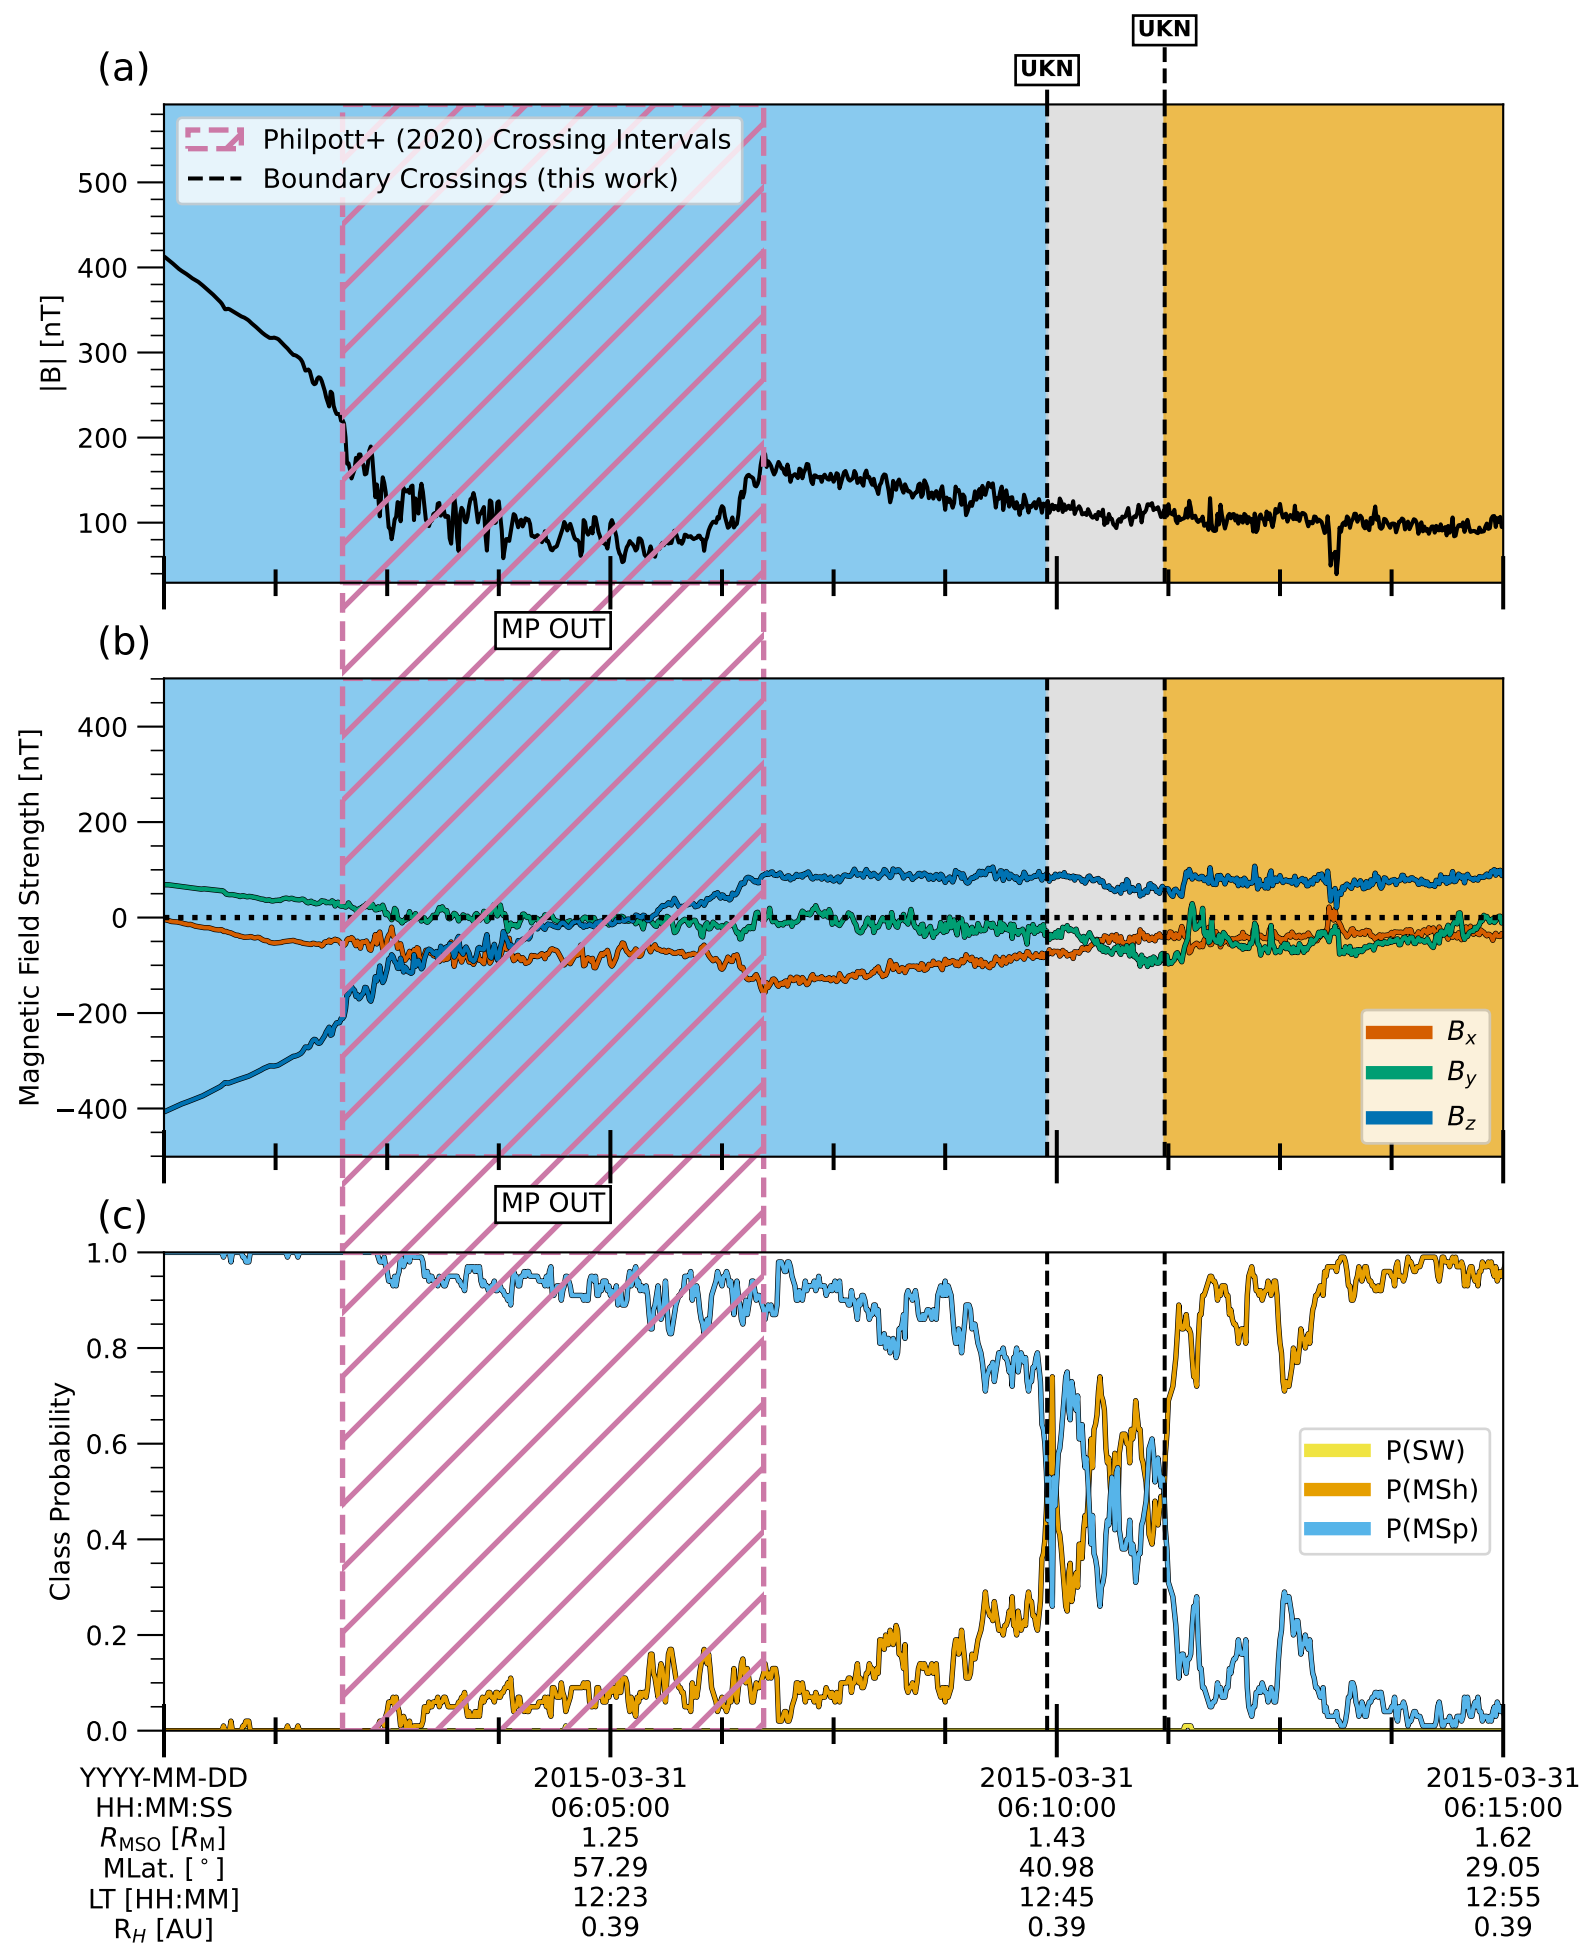 UKN
UKN
(a)
Philpott+ (2020) Crossing Intervals
Boundary Crossings (this work)
500
400
300
200
100
|B| [nT]
MP OUT
(b)
400
200
0
−200
−400
Magnetic Field Strength [nT]
Bx
By
Bz
MP OUT
(c)
1.0
0.8
0.6
0.4
0.2
0.0
Class Probability
P(SW)
P(MSh)
P(MSp)
YYYY-MM-DD 2015-03-31 2015-03-31 2015-03-31
HH:MM:SS 06:05:00 06:10:00 06:15:00
RMSO [RM] 1.25 1.43 1.62
MLat. [°] 57.29 40.98 29.05
LT [HH:MM] 12:23 12:45 12:55
RH [AU] 0.39 0.39 0.39